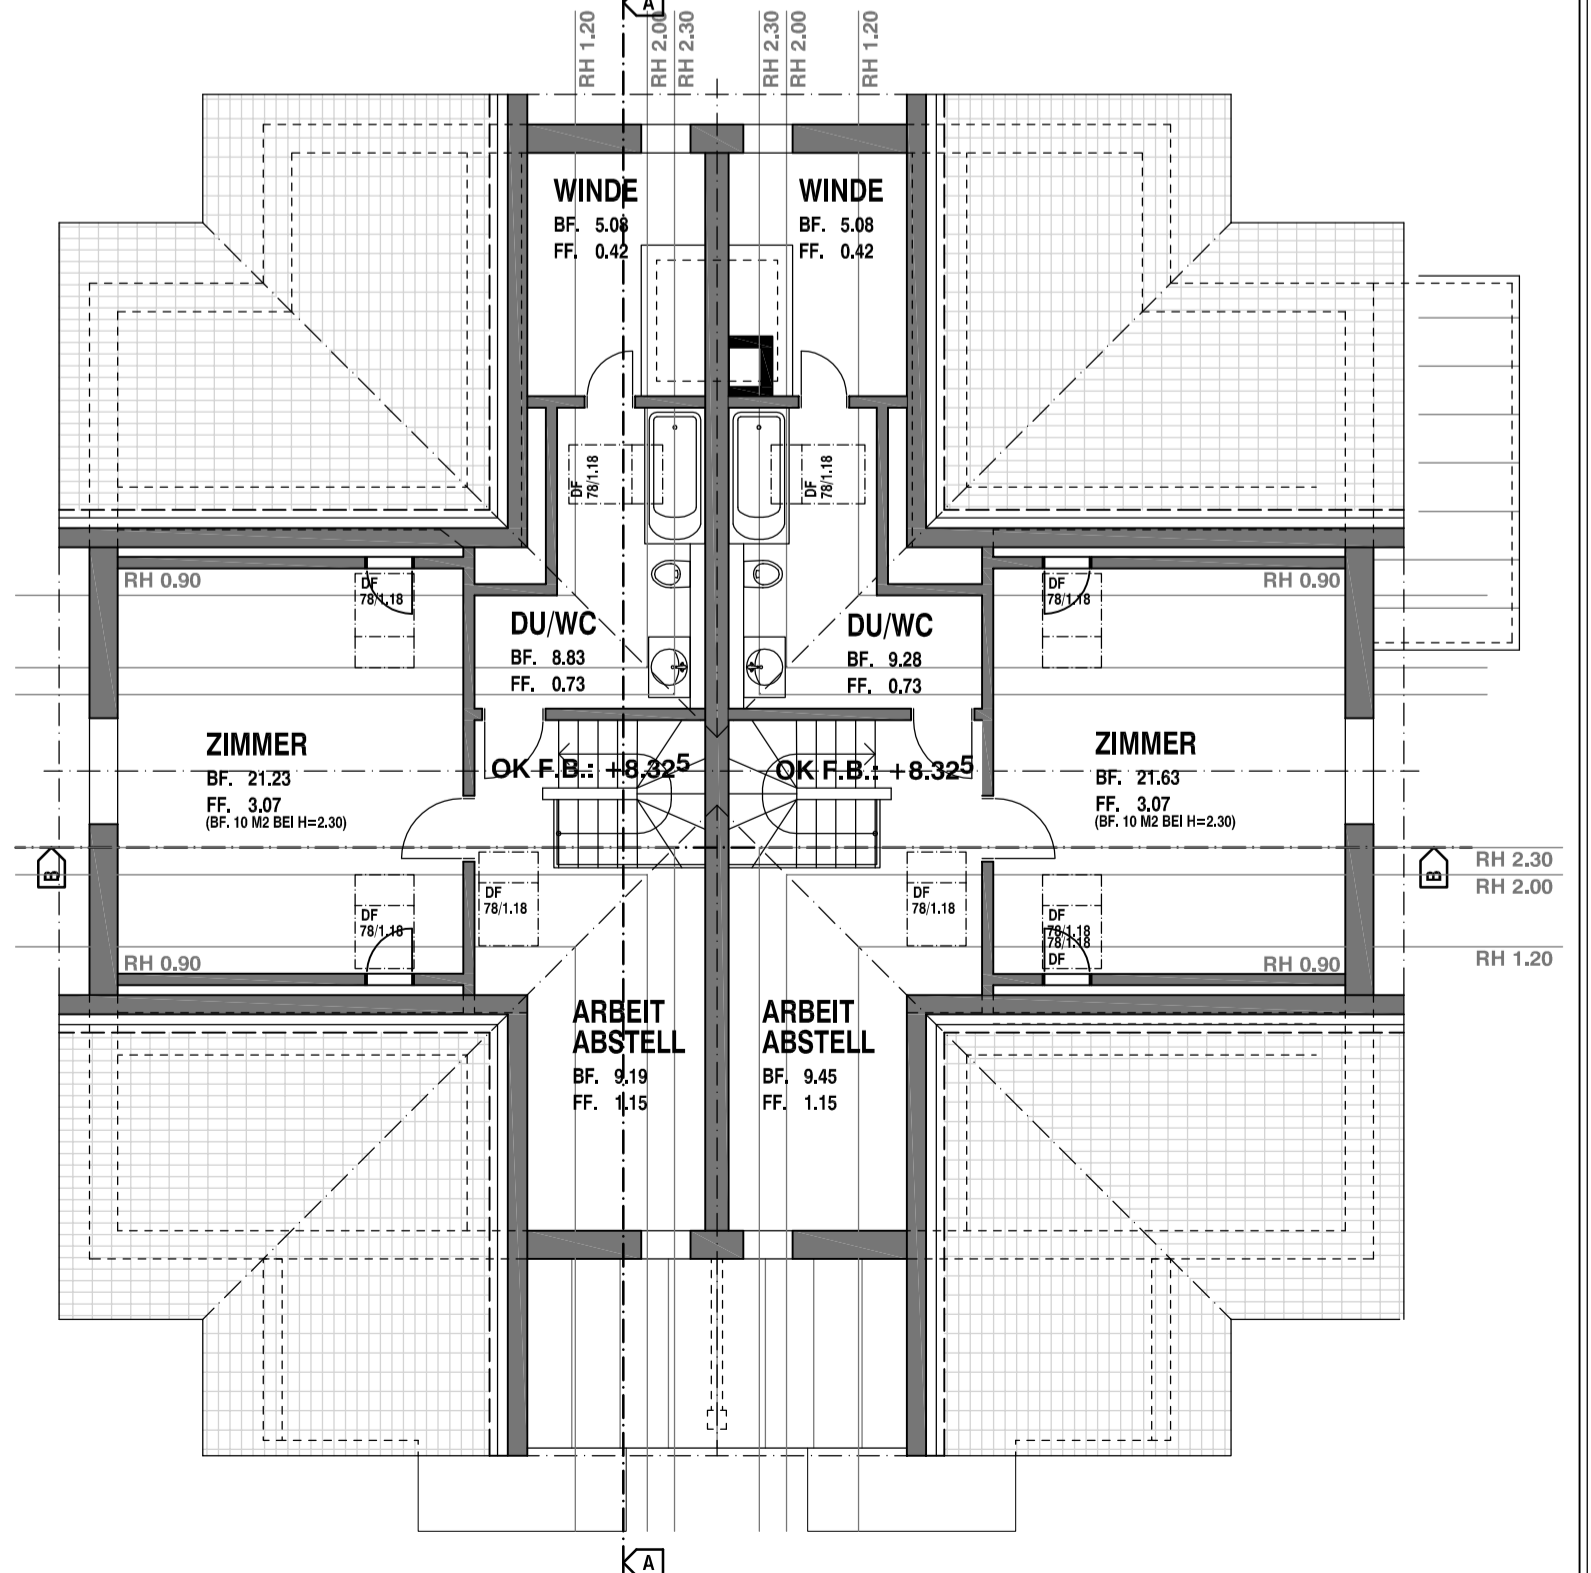 A
RH 1.20
RH 2.00
RH 2.30
RH 2.30
RH 2.00
RH 1.20
WINDE
BF. 5.08
FF. 0.42
WINDE
BF. 5.08
FF. 0.42
DF
78/1.18
DF
78/1.18
RH 0.90
DF
78/1.18
DU/WC
BF. 8.83
FF. 0.73
DU/WC
BF. 9.28
FF. 0.73
DF
78/1.18
RH 0.90
ZIMMER
BF. 21.23
FF. 3.07
(BF. 10 M2 BEI H=2.30)
OK F.B.: +8.325
OK F.B.: +8.325
ZIMMER
BF. 21.63
FF. 3.07
(BF. 10 M2 BEI H=2.30)
B
B
RH 2.30
RH 2.00
RH 1.20
DF
78/1.18
DF
78/1.18
DF
78/1.18
DF
78/1.18
78/1.18
DF
RH 0.90
RH 0.90
ARBEIT
ABSTELL
BF. 9.19
FF. 1.15
ARBEIT
ABSTELL
BF. 9.45
FF. 1.15
A